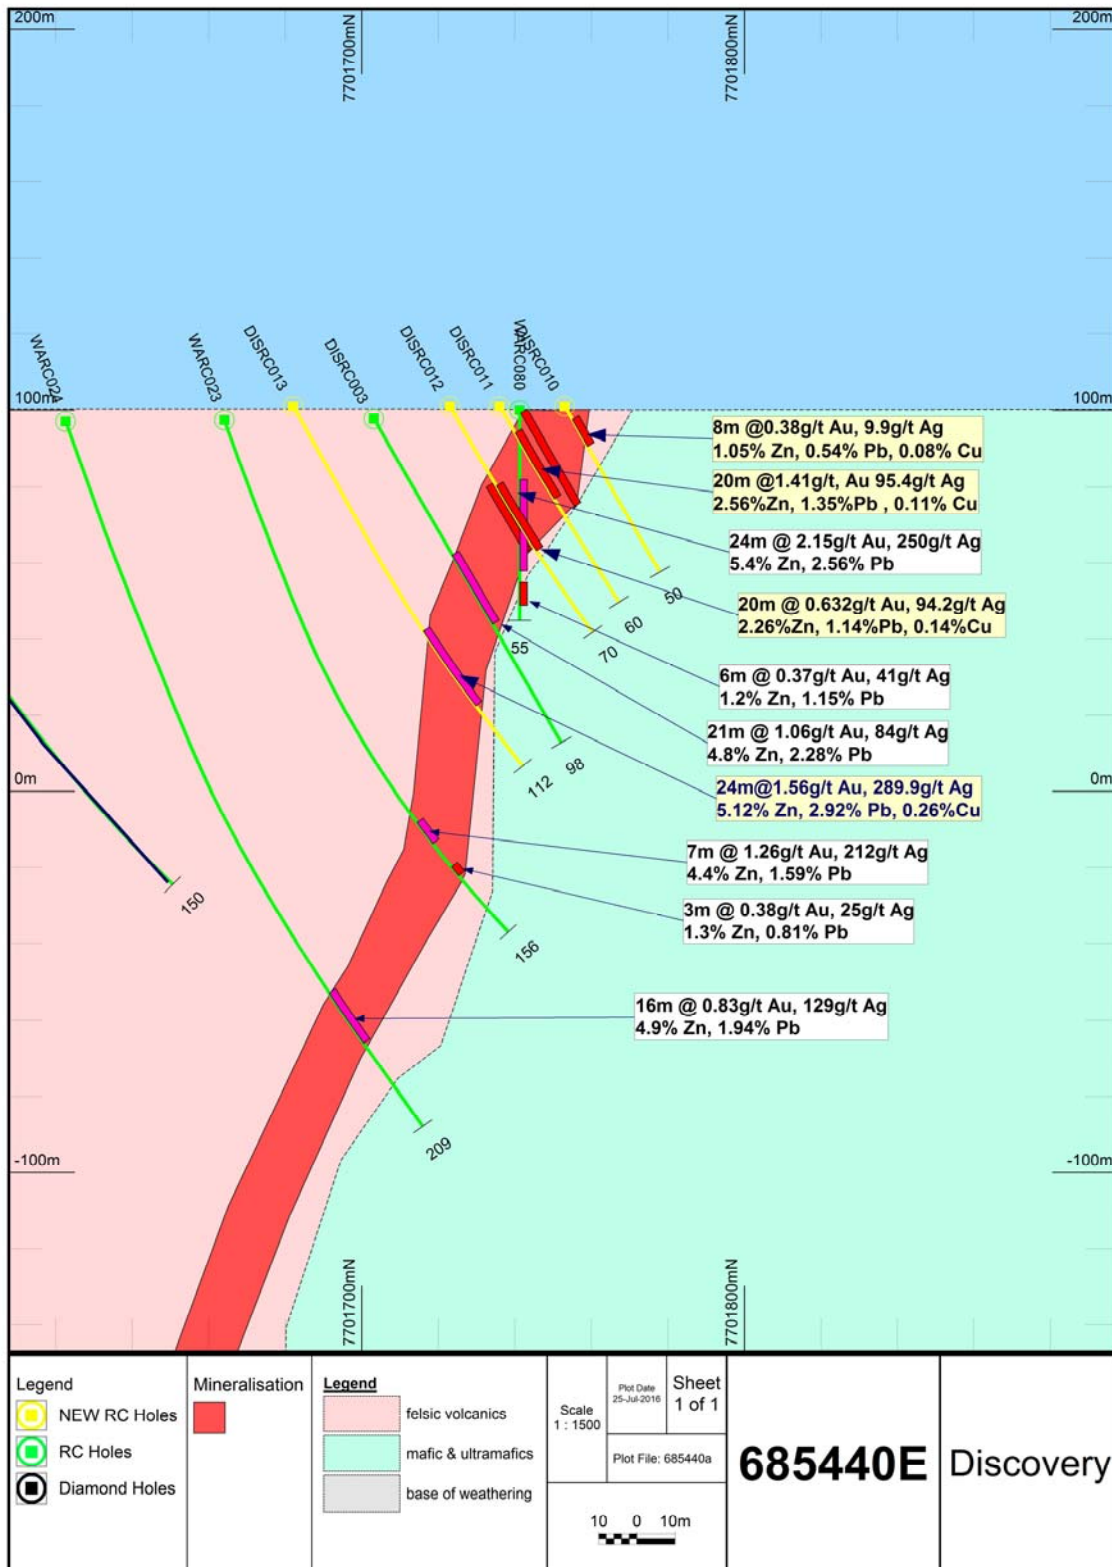 200m
7701700mN
7701800mN
200m
WARC024
WARC023
DISRC013
DISRC003
DISRC012
DISRC011
WARC080
DISRC010
100m
100m
8m @0.38g/t Au, 9.9g/t Ag
1.05% Zn, 0.54% Pb, 0.08% Cu
20m @1.41g/t, Au 95.4g/t Ag
2.56%Zn, 1.35%Pb , 0.11% Cu
24m @ 2.15g/t Au, 250g/t Ag
5.4% Zn, 2.56% Pb
50
60
20m @ 0.632g/t Au, 94.2g/t Ag
2.26%Zn, 1.14%Pb, 0.14%Cu
55
70
6m @ 0.37g/t Au, 41g/t Ag
1.2% Zn, 1.15% Pb
21m @ 1.06g/t Au, 84g/t Ag
4.8% Zn, 2.28% Pb
98
112
0m
0m
24m@1.56g/t Au, 289.9g/t Ag
5.12% Zn, 2.92% Pb, 0.26%Cu
7m @ 1.26g/t Au, 212g/t Ag
4.4% Zn, 1.59% Pb
150
3m @ 0.38g/t Au, 25g/t Ag
1.3% Zn, 0.81% Pb
156
16m @ 0.83g/t Au, 129g/t Ag
4.9% Zn, 1.94% Pb
209
-100m
-100m
7701700mN
7701800mN
Legend
NEW RC Holes
RC Holes
Diamond Holes
Mineralisation
Legend
felsic volcanics
mafic & ultramafics
base of weathering
Scale
1 : 1500
Plot Date
25-Jul-2016
Sheet
1 of 1
Plot File: 685440a
10 0 10m
685440E
Discovery